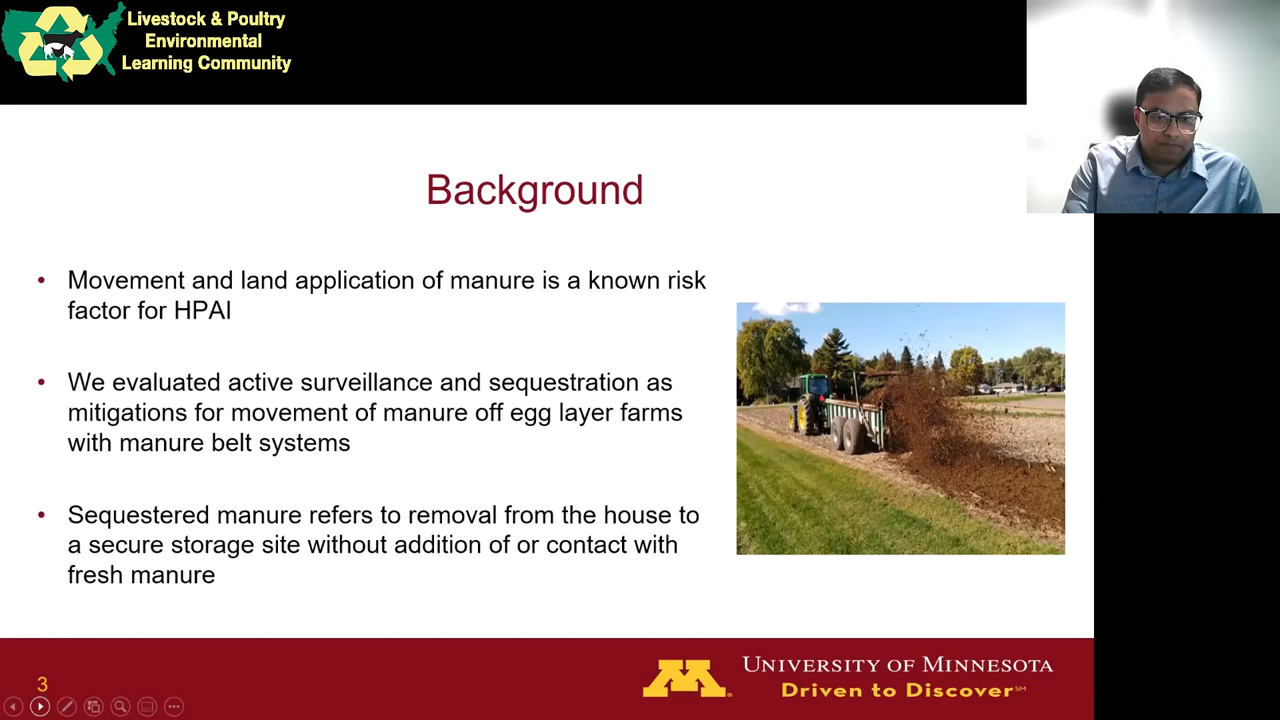 Livestock & Poultry
Environmental
Learning Community
Background
• Movement and land application of manure is a known risk
factor for HPAI
• We evaluated active surveillance and sequestration as
mitigations for movement of manure off egg layer farms
with manure belt systems
• Sequestered manure refers to removal from the house to
a secure storage site without addition of or contact with
fresh manure
3
M®
UNIVERSITY OF MINNESOTA
Driven to Discover℠